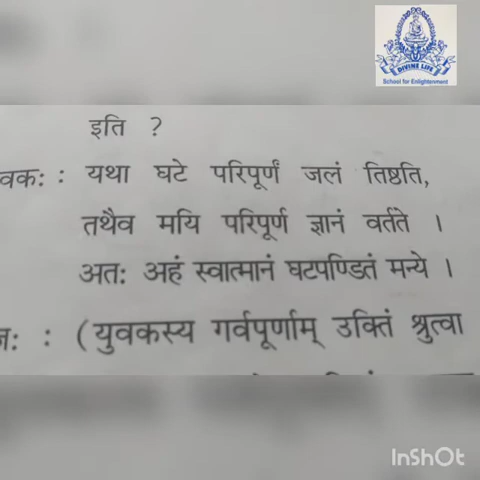 DIVINE LIFE
School for Enlightenment
इति ?
वकः : यथा घटे परिपूर्णं जलं तिष्ठति,
तथैव मयि परिपूर्ण ज्ञानं वर्तते ।
अतः अहं स्वात्मानं घटपण्डितं मन्ये ।
: (युवकस्य गर्वपूर्णाम् उक्तिं श्रुत्वा
InShOt